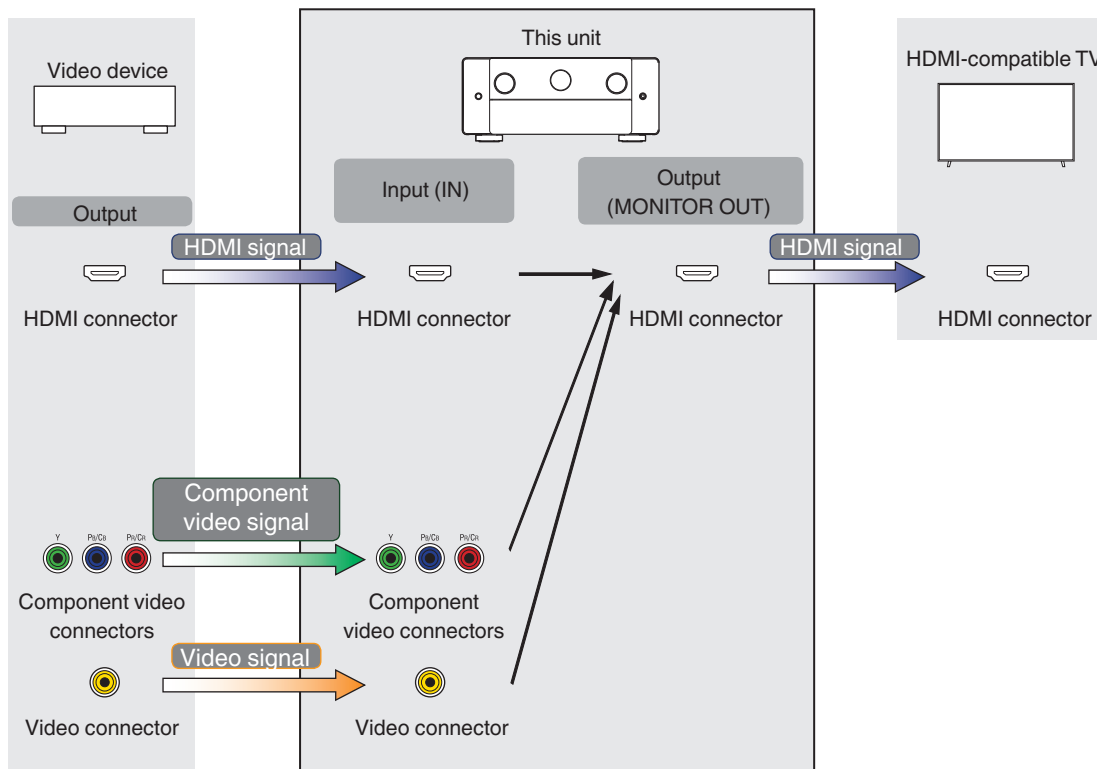 This unit
Video device
HDMI-compatible TV
Input (IN)
Output
(MONITOR OUT)
Output
HDMI signal
HDMI signal
HDMI connector
HDMI connector
HDMI connector
HDMI connector
Component
video signal
Y PB/CB PR/CR
Y PB/CB PR/CR
Component video
connectors
Component
video connectors
Video signal
Video connector
Video connector